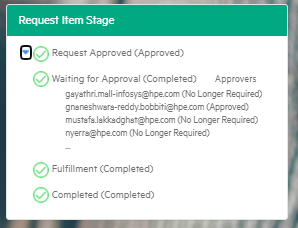 Request Item Stage
Request Approved (Approved)
Waiting for Approval (Completed) Approvers
gayathri.mall-infosys@hpe.com (No Longer Required)
gnaneshwara-reddy.bobbiti@hpe.com (Approved)
mustafa.lakkadghat@hpe.com (No Longer Required)
nyerra@hpe.com (No Longer Required)
...
Fulfillment (Completed)
Completed (Completed)